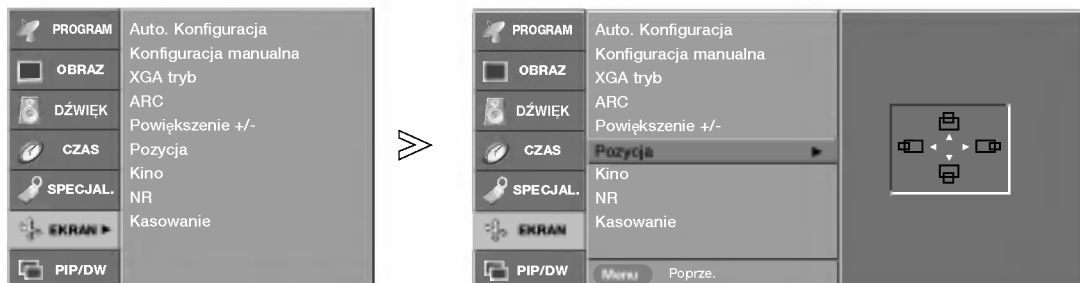 PROGRAM
OBRAZ
DŹWIĘK
CZAS
SPECJAL.
EKRAN
PIP/DW
Auto. Konfiguracja
Konfiguracja manualna
XGA tryb
ARC
Powiększenie +/-
Pozycja
Kino
NR
Kasowanie
PROGRAM
OBRAZ
DŹWIĘK
CZAS
SPECJAL.
EKRAN
PIP/DW
Auto. Konfiguracja
Konfiguracja manualna
XGA tryb
ARC
Powiększenie +/-
Pozycja
Kino
NR
Kasowanie
Menu Poprze.